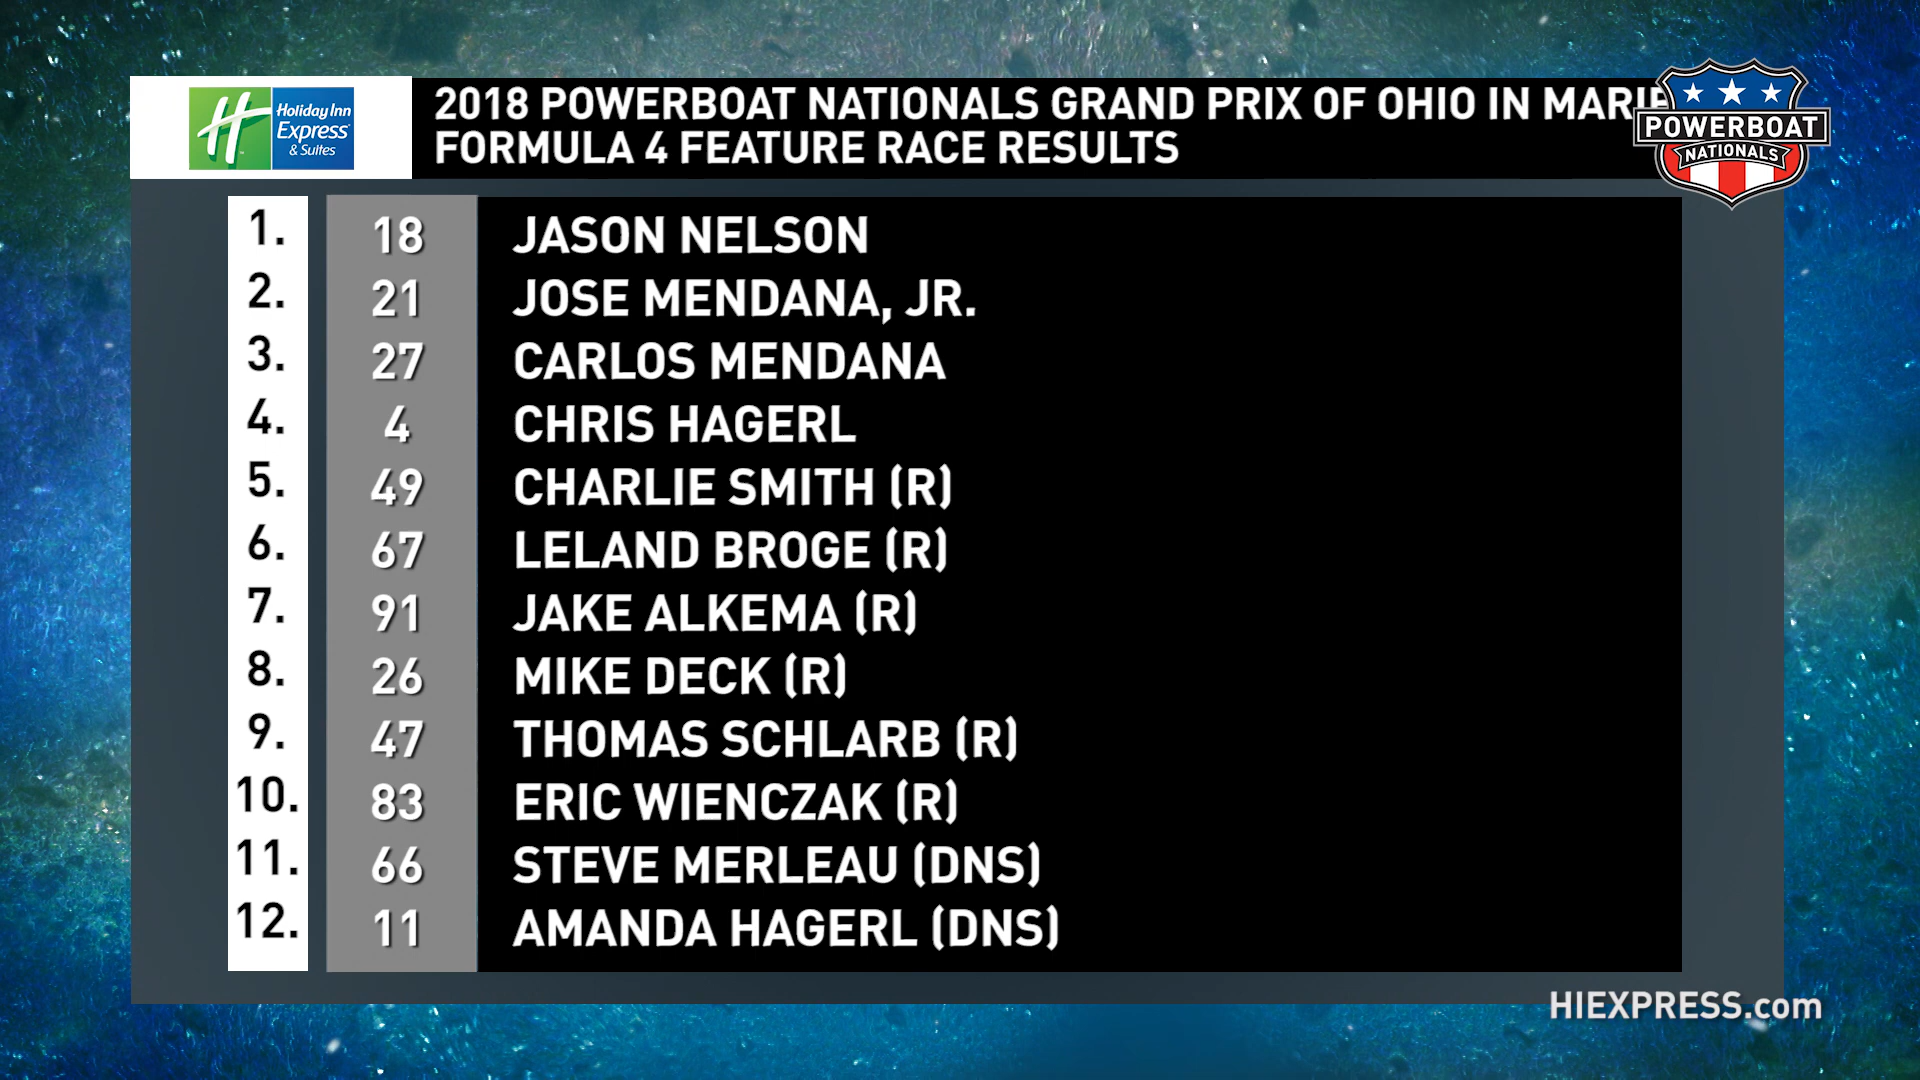 Holiday Inn
Express
& Suites
2018 POWERBOAT NATIONALS GRAND PRIX OF OHIO IN
FORMULA 4 FEATURE RACE RESULTS
POWERBOAT
NATIONALS
1. 18 JASON NELSON
2. 21 JOSE MENDANA, JR.
3. 27 CARLOS MENDANA
4. 4 CHRIS HAGERL
5. 49 CHARLIE SMITH (R)
6. 67 LELAND BROGE (R)
7. 91 JAKE ALKEMA (R)
8. 26 MIKE DECK (R)
9. 47 THOMAS SCHLARB (R)
10. 83 ERIC WIENCZAK (R)
11. 66 STEVE MERLEAU (DNS)
12. 11 AMANDA HAGERL (DNS)
HIEXPRESS.com